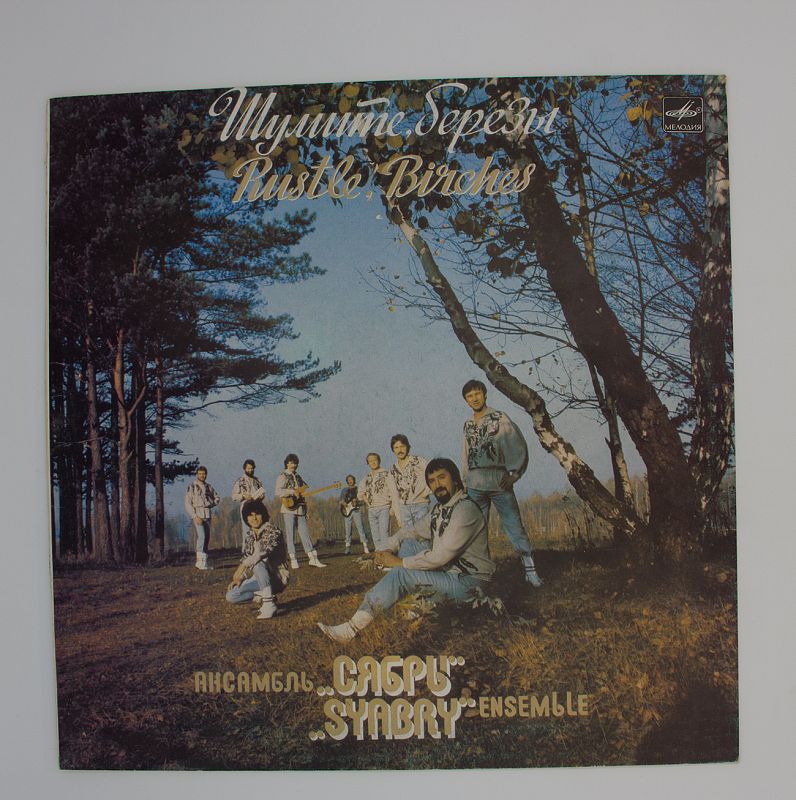 Шумите, березы
Rustle, Birches
МЕЛОДИЯ
АНСАМБЛЬ „СЯБРЫ“
„SYABRY“ ENSEMBLE